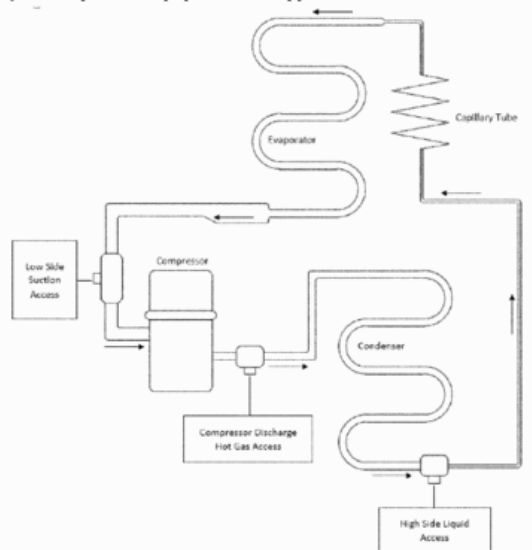 Evaporator
Capillary Tube
Low Side
Suction
Access
Compressor
Condenser
Compressor Discharge
Hot Gas Access
High Side Liquid
Access